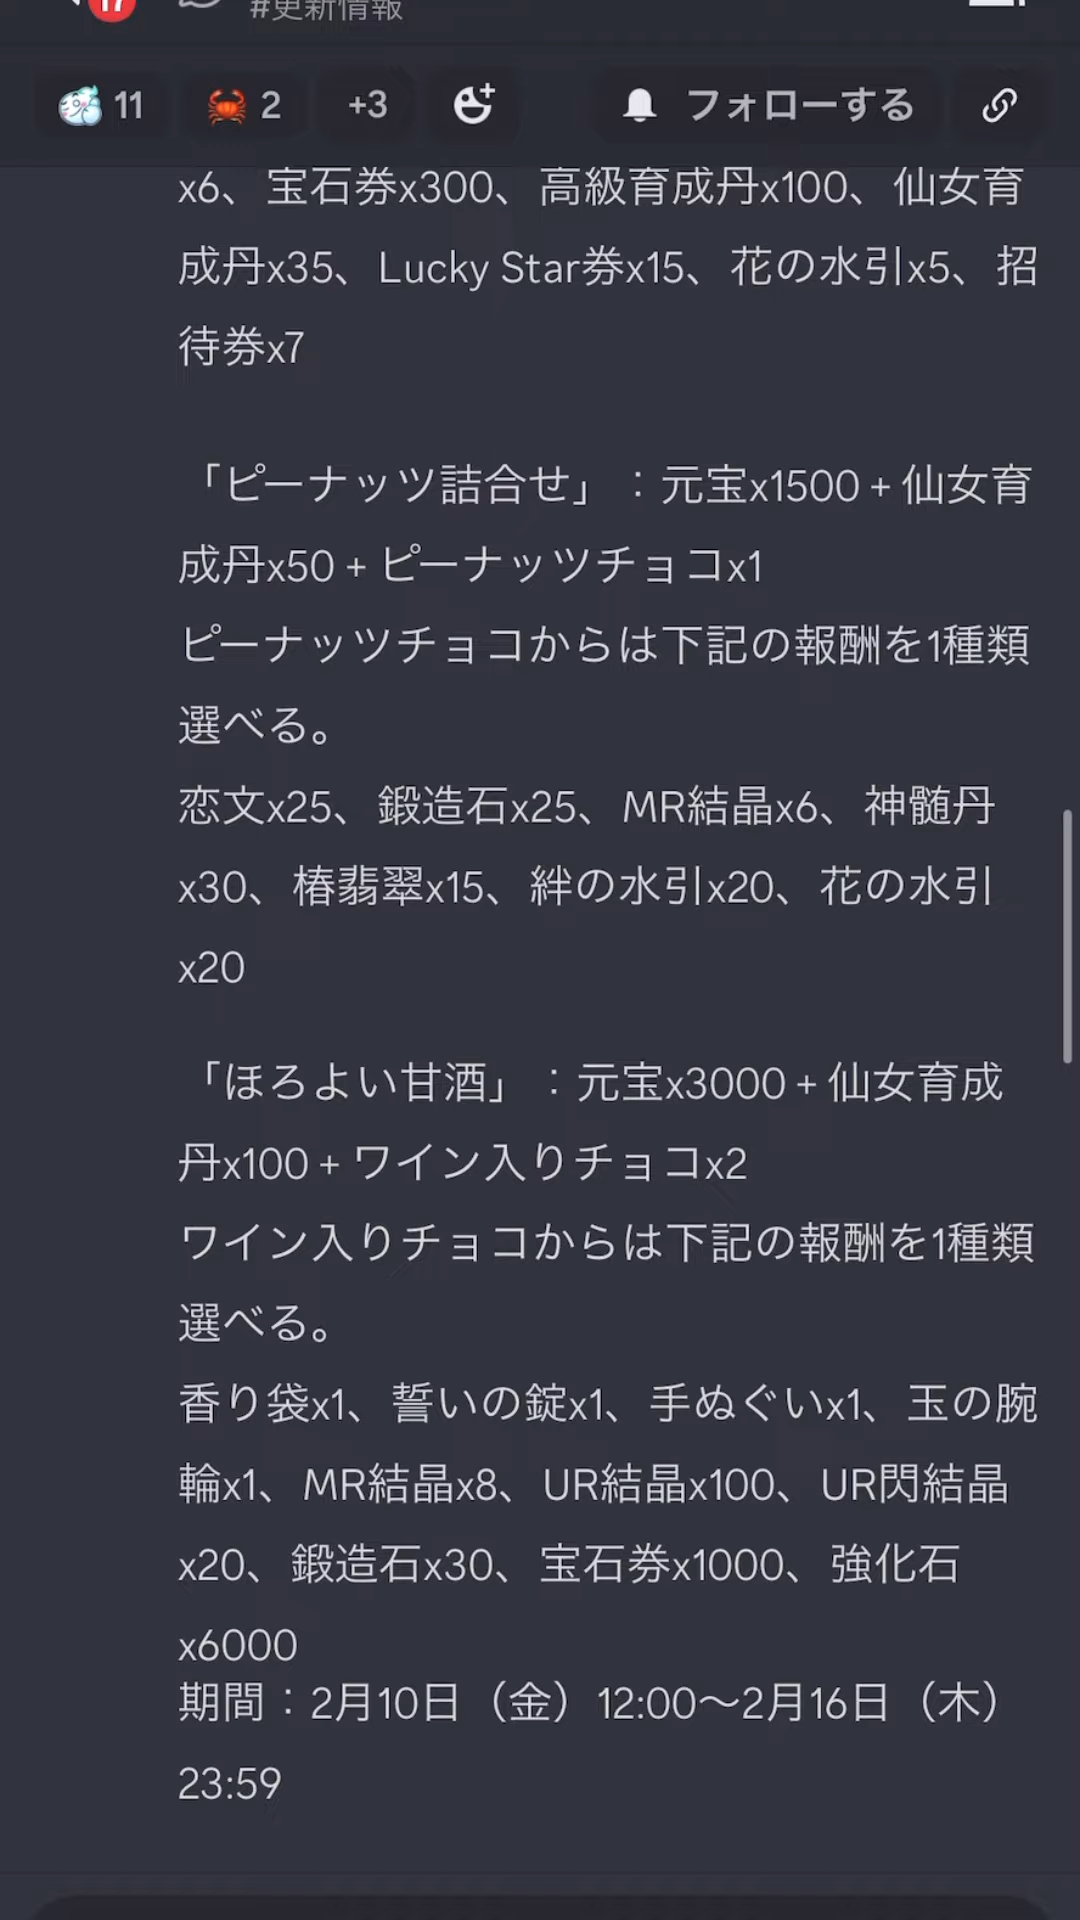 17
#更新情報
11
2
+3
フォローする
x6、宝石券x300、高級育成丹x100、仙女育
成丹x35、Lucky Star券x15、花の水引x5、招
待券x7
「ピーナッツ詰合せ」：元宝x1500 + 仙女育
成丹x50 + ピーナッツチョコx1
ピーナッツチョコからは下記の報酬を1種類
選べる。
恋文x25、鍛造石x25、MR結晶x6、神髄丹
x30、椿翡翠x15、絆の水引x20、花の水引
x20
「ほろよい甘酒」：元宝x3000 + 仙女育成
丹x100 + ワイン入りチョコx2
ワイン入りチョコからは下記の報酬を1種類
選べる。
香り袋x1、誓いの錠x1、手ぬぐいx1、玉の腕
輪x1、MR結晶x8、UR結晶x100、UR閃結晶
x20、鍛造石x30、宝石券x1000、強化石
x6000
期間：2月10日（金）12:00〜2月16日（木）
23:59